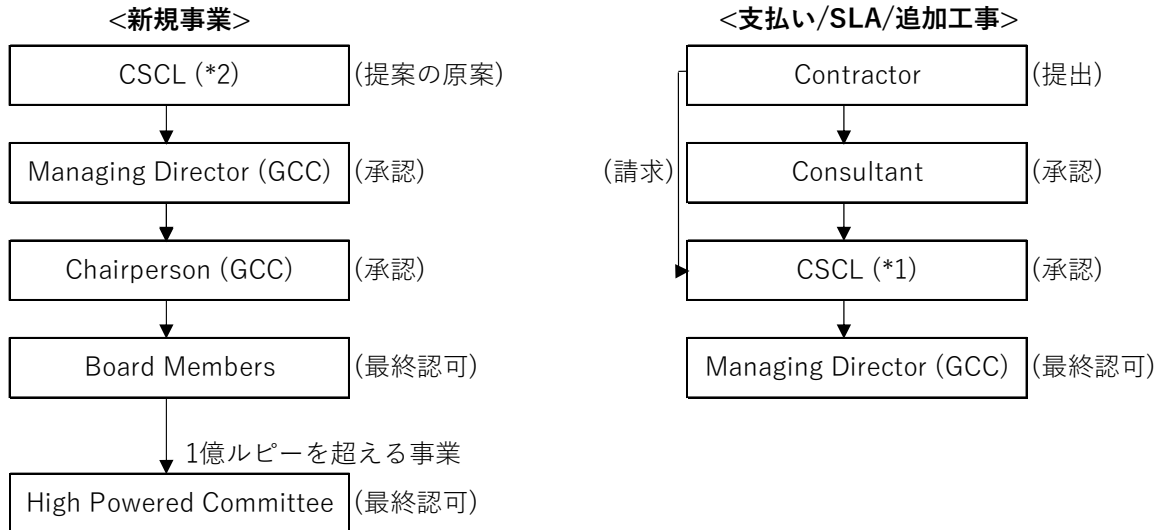 <新規事業>
CSCL (*2)
(提案の原案)
Managing Director (GCC)
(承認)
Chairperson (GCC)
(承認)
Board Members
(最終認可)
1億ルピーを超える事業
High Powered Committee
(最終認可)
<支払い/SLA/追加工事>
Contractor
(提出)
(請求)
Consultant
(承認)
CSCL (*1)
(承認)
Managing Director (GCC)
(最終認可)